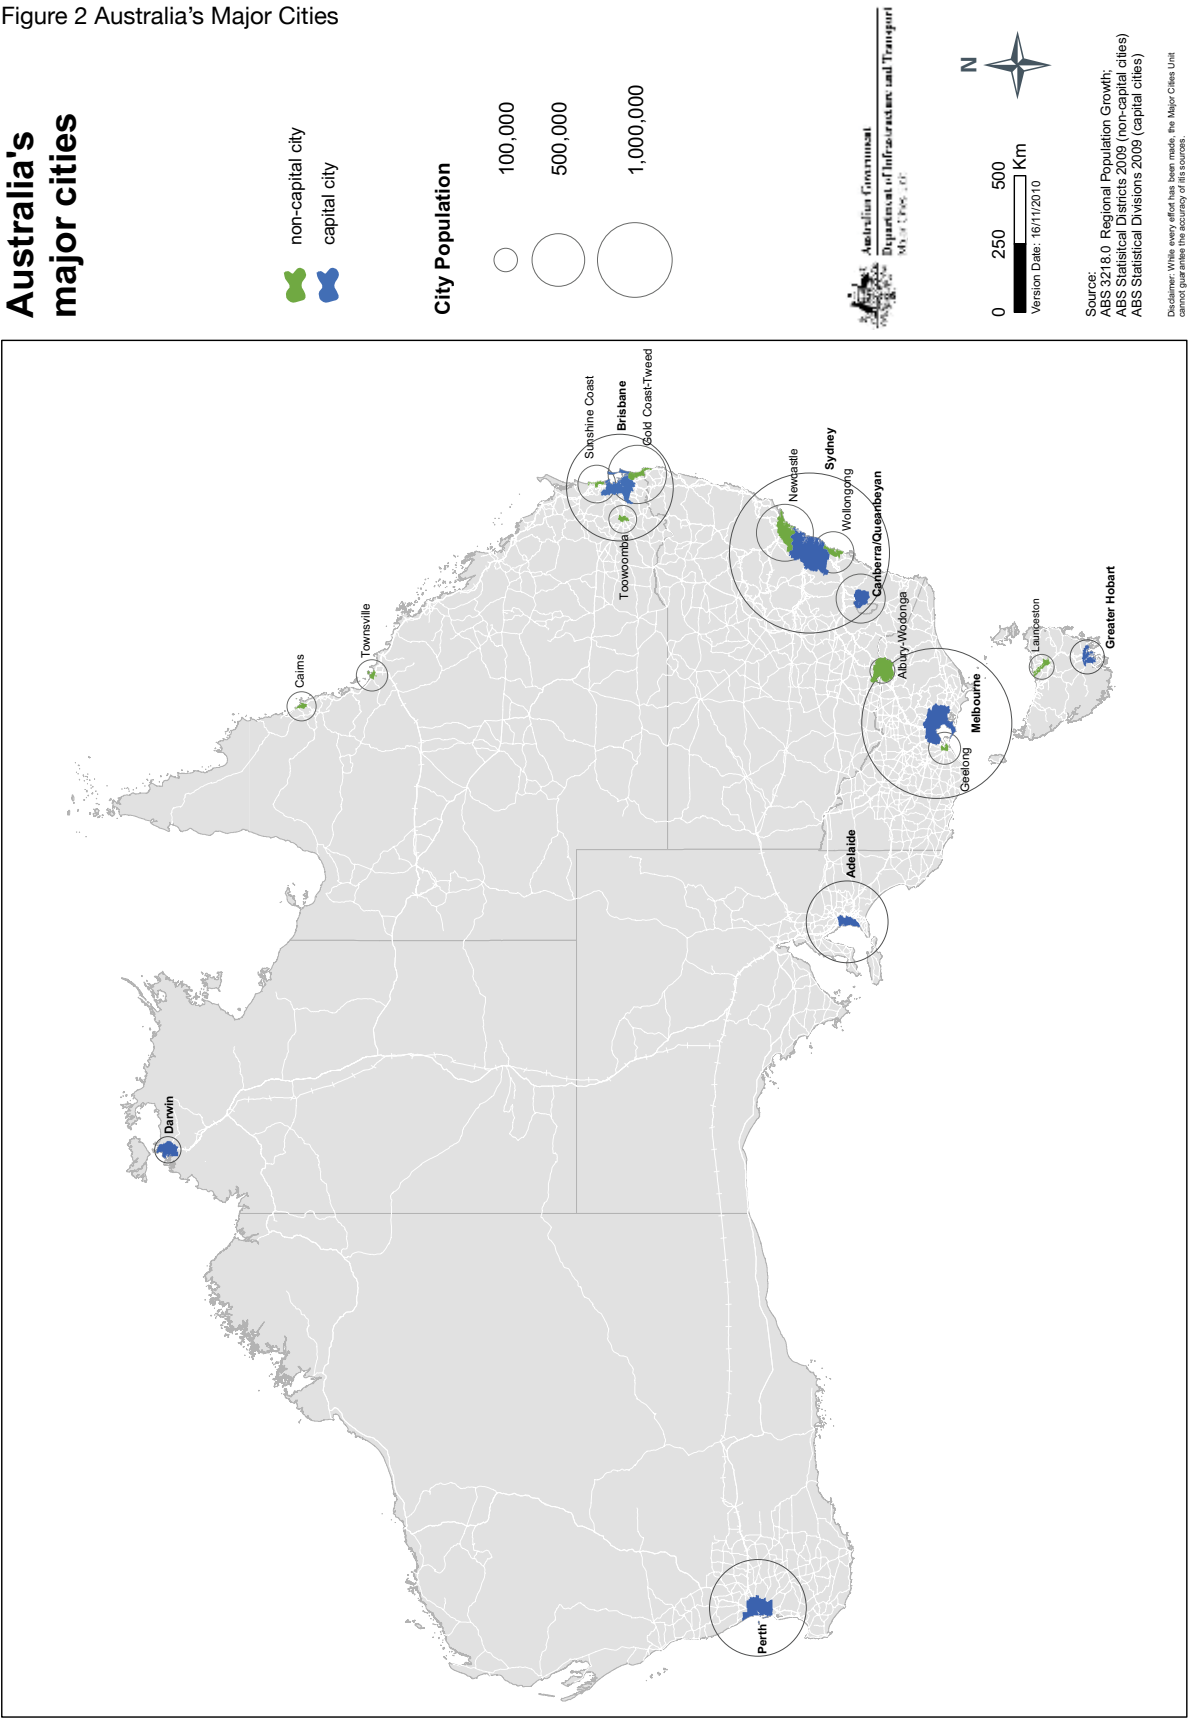 Figure 2 Australia’s Major Cities
Australia's
major cities
non-capital city
capital city
City Population
100,000
500,000
1,000,000
Australian Government
Department of Infrastructure and Transport
N
0 250 500
Km
Version Date: 16/11/2010
Source:
ABS 3218.0 Regional Population Growth;
ABS Statisitcal Districts 2009 (non-capital cities)
ABS Statistical Divisions 2009 (capital cities)
Disclaimer: While every effort has been made, the Major Cities Unit
cannot guarantee the accuracy of itis sources.
Darwin
Cairns
Townsville
Sunshine Coast
Brisbane
Gold Coast-Tweed
Toowoomba
Newcastle
Sydney
Wollongong
Canberra/Queanbeyan
Albury-Wodonga
Melbourne
Geelong
Launceston
Greater Hobart
Adelaide
Perth